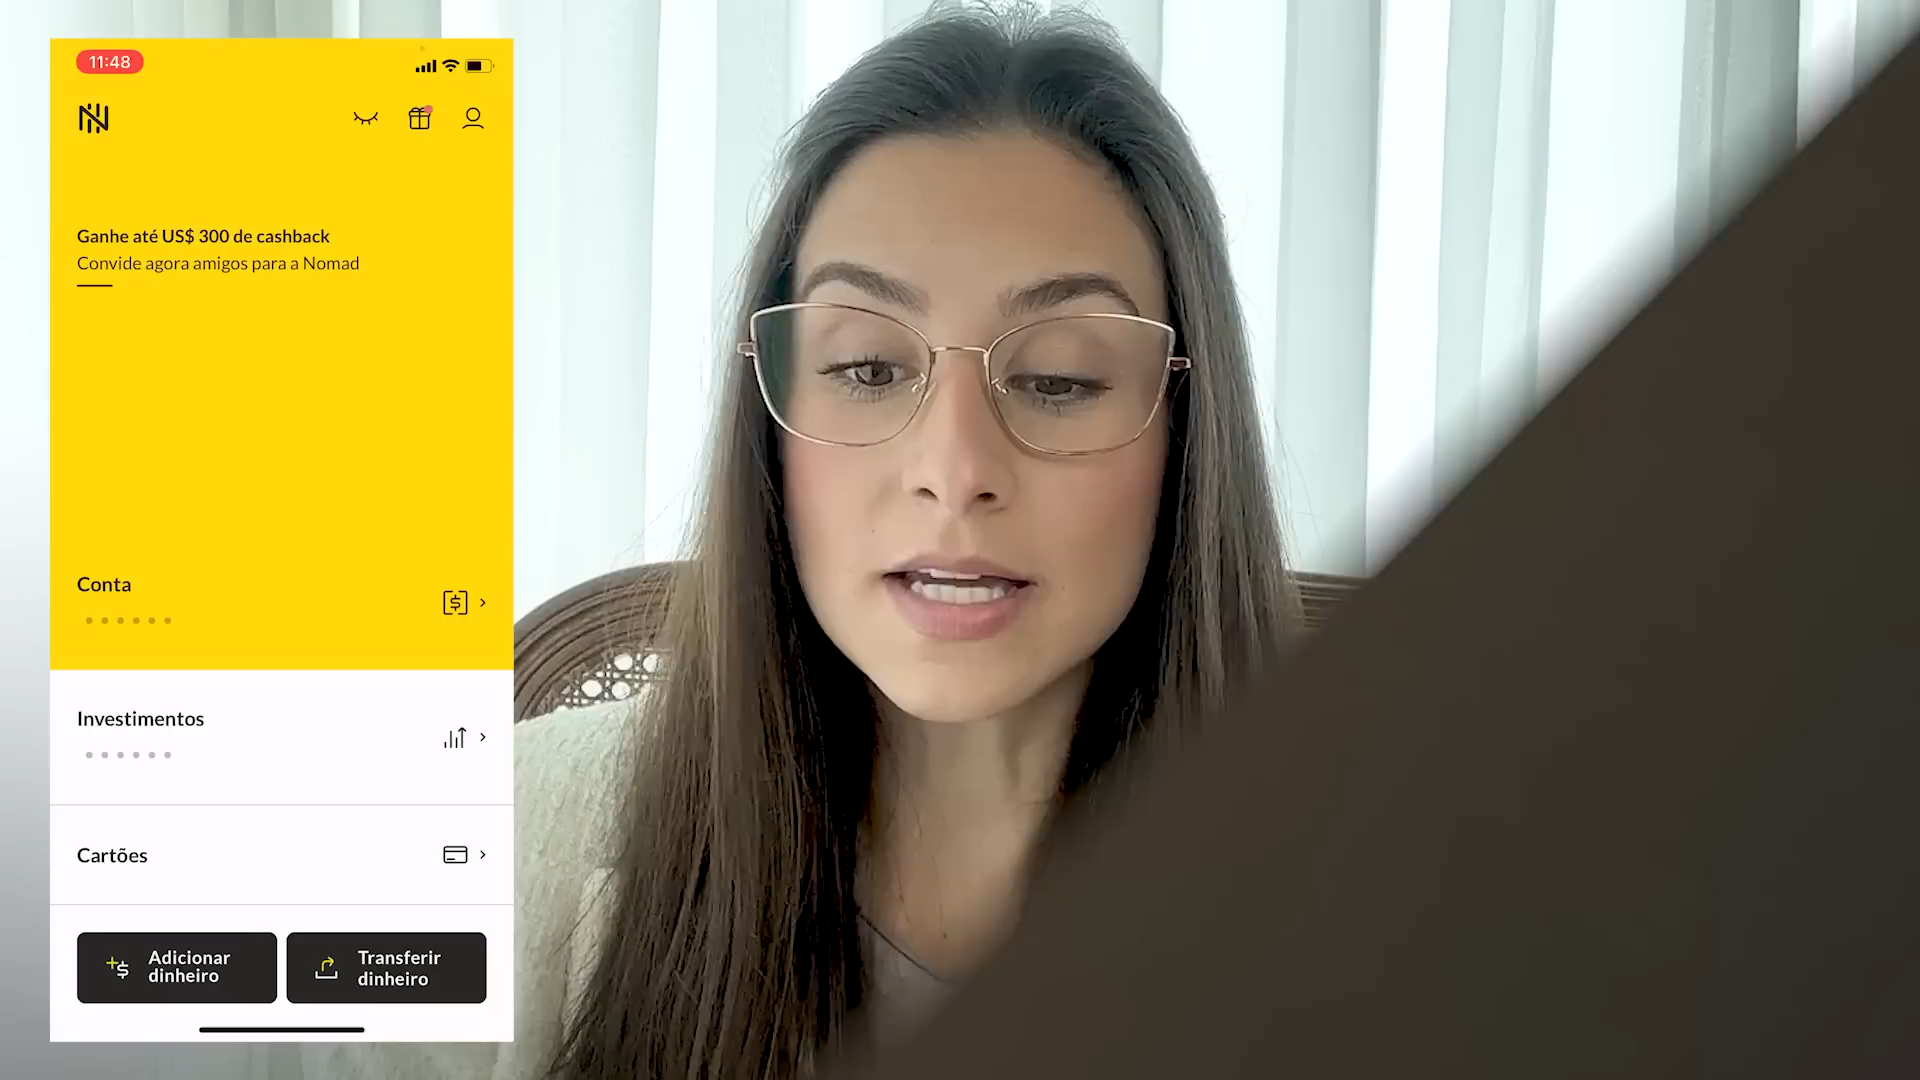 11:48
Ganhe até US$ 300 de cashback
Convide agora amigos para a Nomad
Conta
Investimentos
Cartões
Adicionar
dinheiro
Transferir
dinheiro